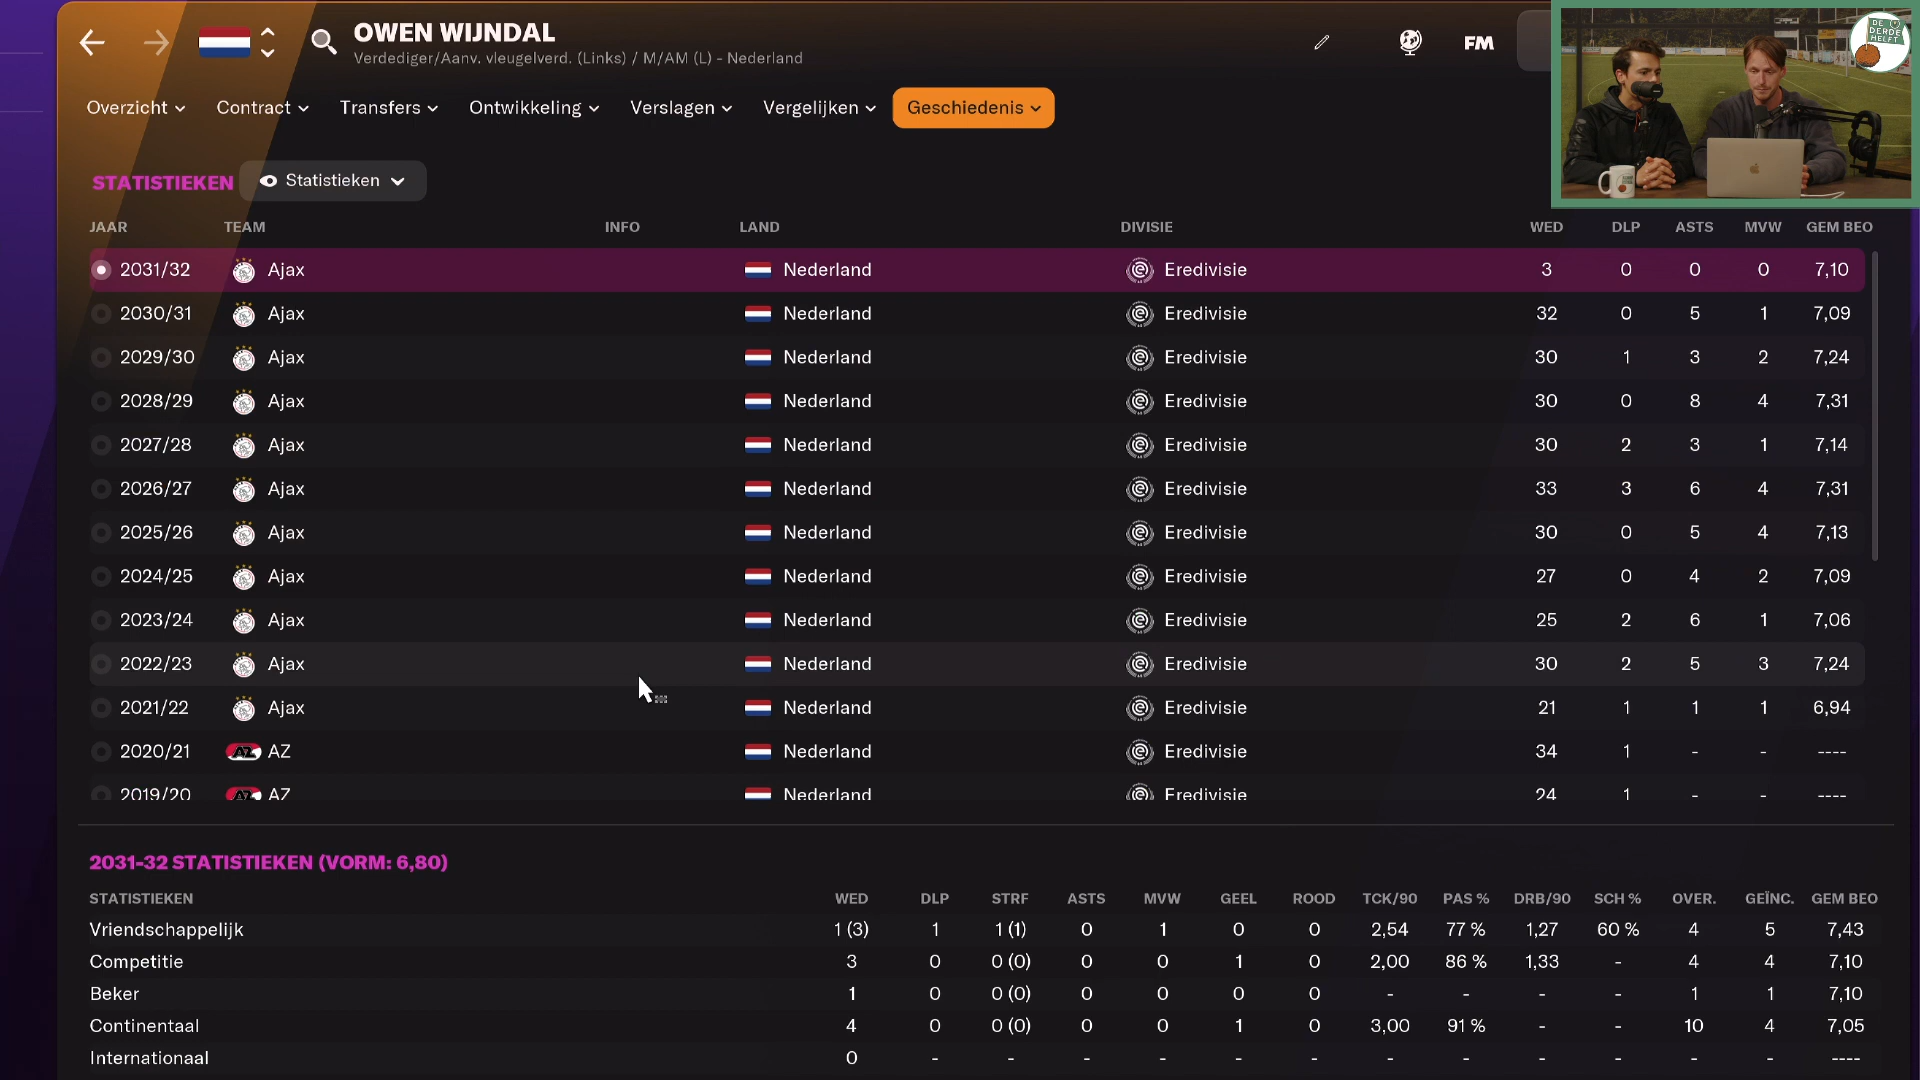 OWEN WIJNDAL
Verdediger/Aanv. vleugelverd. (Links) / M/AM (L) - Nederland
FM
DE DERDE HELFT
Overzicht Contract Transfers Ontwikkeling Verslagen Vergelijken Geschiedenis
STATISTIEKEN Statistieken
JAAR TEAM INFO LAND DIVISIE WED DLP ASTS MVW GEM BEO
2031/32 Ajax Nederland Eredivisie 3 0 0 0 7,10
2030/31 Ajax Nederland Eredivisie 32 0 5 1 7,09
2029/30 Ajax Nederland Eredivisie 30 1 3 2 7,24
2028/29 Ajax Nederland Eredivisie 30 0 8 4 7,31
2027/28 Ajax Nederland Eredivisie 30 2 3 1 7,14
2026/27 Ajax Nederland Eredivisie 33 3 6 4 7,31
2025/26 Ajax Nederland Eredivisie 30 0 5 4 7,13
2024/25 Ajax Nederland Eredivisie 27 0 4 2 7,09
2023/24 Ajax Nederland Eredivisie 25 2 6 1 7,06
2022/23 Ajax Nederland Eredivisie 30 2 5 3 7,24
2021/22 Ajax Nederland Eredivisie 21 1 1 1 6,94
2020/21 AZ AZ Nederland Eredivisie 34 1 - - ----
2019/20 AZ AZ Nederland Eredivisie 24 1 - - ----
2031-32 STATISTIEKEN (VORM: 6,80)
STATISTIEKEN WED DLP STRF ASTS MVW GEEL ROOD TCK/90 PAS % DRB/90 SCH % OVER. GEÏNC. GEM BEO
Vriendschappelijk 1 (3) 1 1 (1) 0 1 0 0 2,54 77 % 1,27 60 % 4 5 7,43
Competitie 3 0 0 (0) 0 0 1 0 2,00 86 % 1,33 - 4 4 7,10
Beker 1 0 0 (0) 0 0 0 0 - - - - 1 1 7,10
Continentaal 4 0 0 (0) 0 0 1 0 3,00 91 % - - 10 4 7,05
Internationaal 0 - - - - - - - - - - - - ----